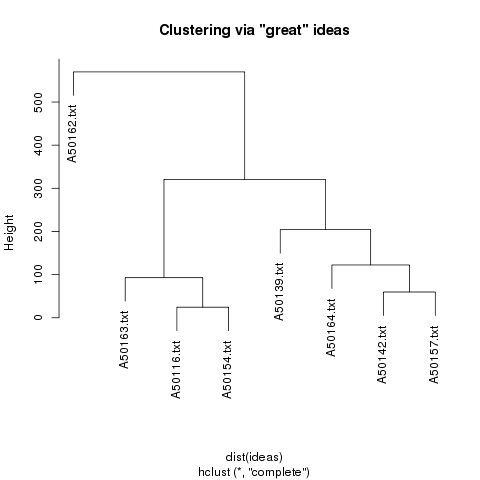 Clustering via "great" ideas
Height
500
400
300
200
100
0
A50162.txt
A50163.txt
A50116.txt
A50154.txt
A50139.txt
A50164.txt
A50142.txt
A50157.txt
dist(ideas)
hclust (*, "complete")